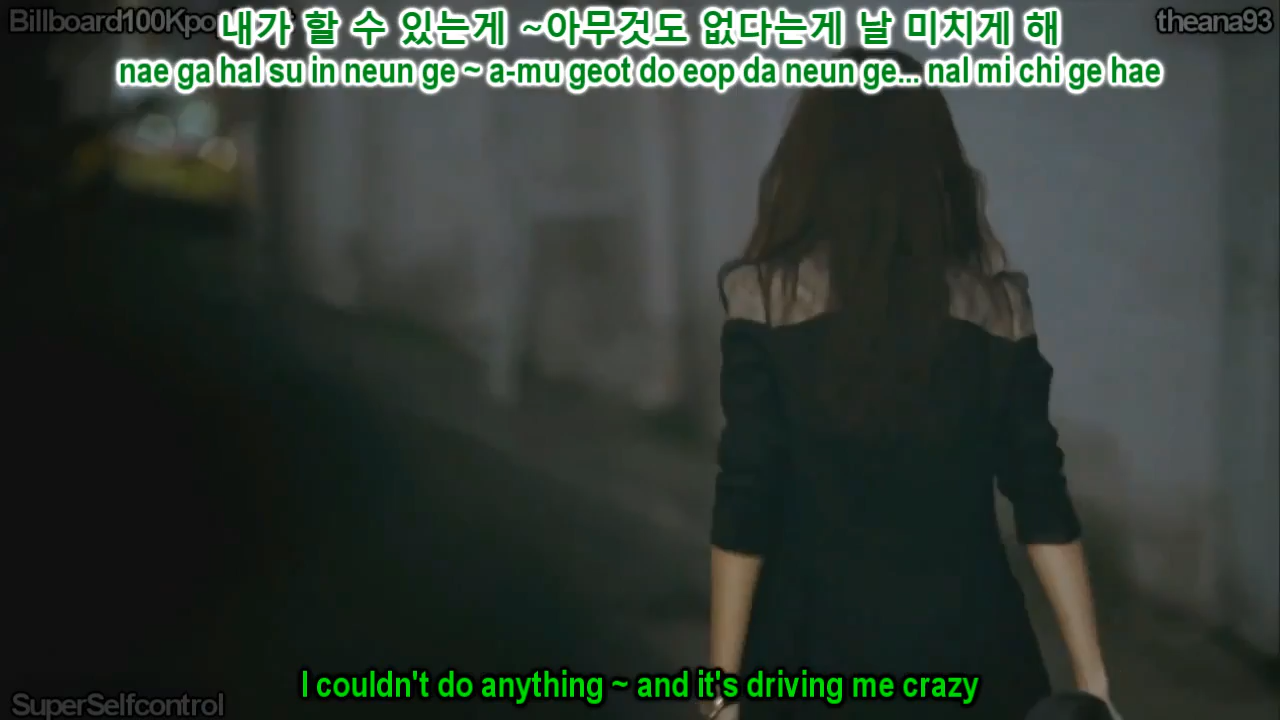 Billboard100Kpo
내가 할 수 있는게 ~아무것도 없다는게 날 미치게 해
theana93
nae ga hal su in neun ge ~ a-mu geot do eop da neun ge... nal mi chi ge hae
I couldn't do anything ~ and it's driving me crazy
SuperSelfcontrol